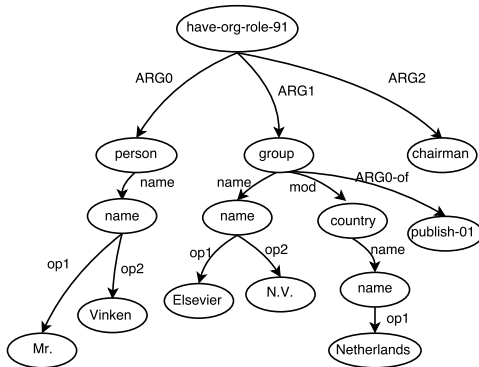 have-org-role-91
ARG0
ARG1
ARG2
person
group
chairman
name
name
mod
ARG0-of
name
name
country
publish-01
op1
op2
op1
op2
name
Vinken
Elsevier
N.V.
name
op1
Mr.
Netherlands